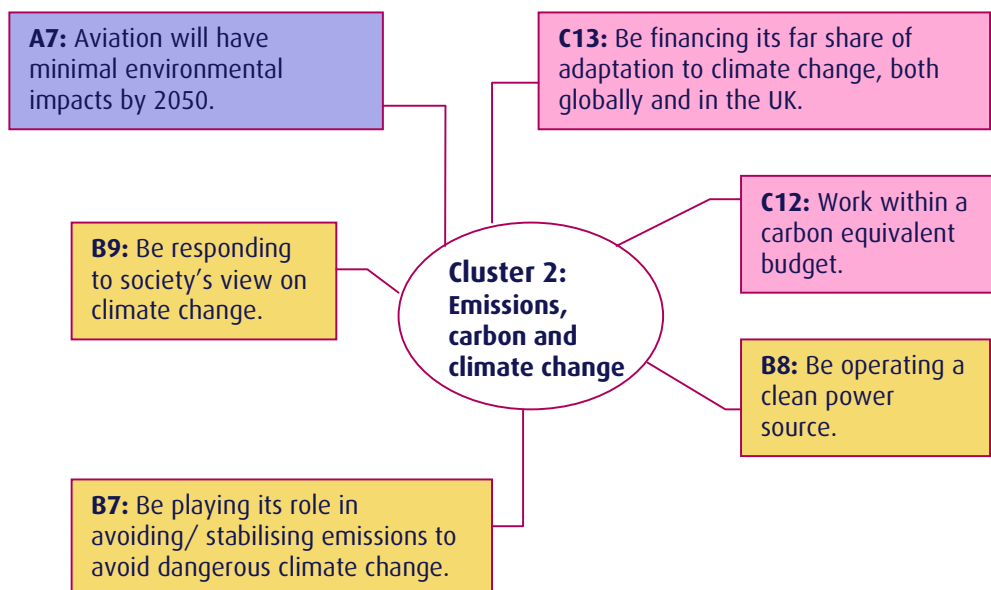 A7: Aviation will have
minimal environmental
impacts by 2050.
C13: Be financing its far share of
adaptation to climate change, both
globally and in the UK.
C12: Work within a
carbon equivalent
budget.
B9: Be responding
to society’s view on
climate change.
Cluster 2:
Emissions,
carbon and
climate change
B8: Be operating a
clean power
source.
B7: Be playing its role in
avoiding/ stabilising emissions to
avoid dangerous climate change.